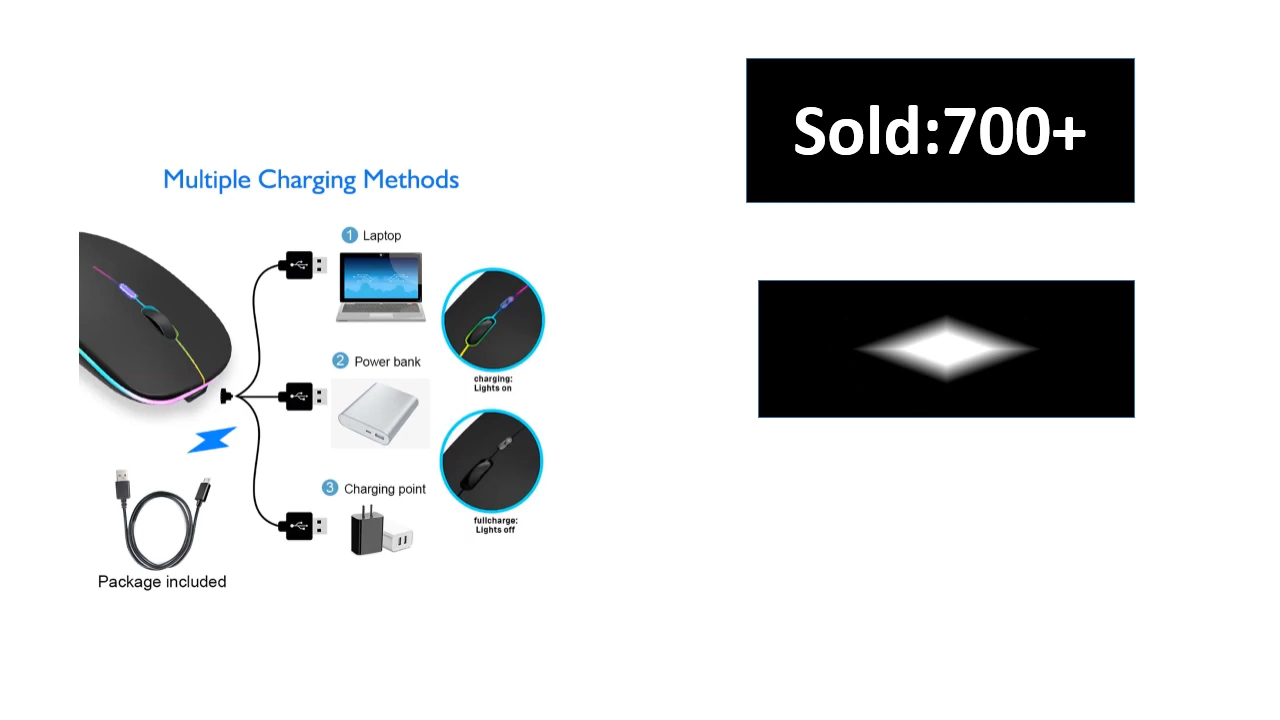 Sold:700+
Multiple Charging Methods
1 Laptop
2 Power bank
charging:
Lights on
3 Charging point
fullcharge:
Lights off
Package included